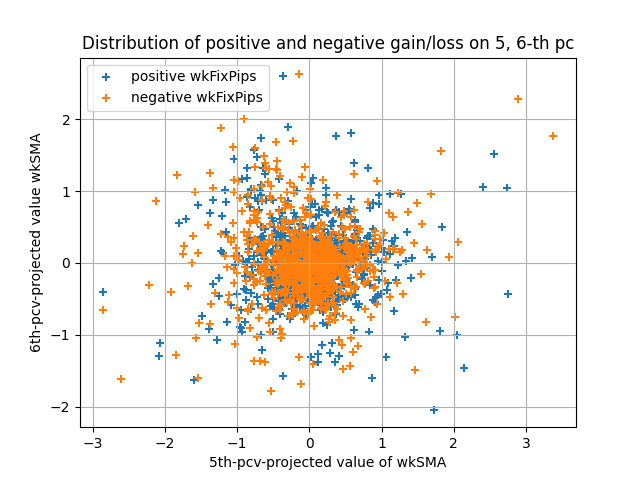 Distribution of positive and negative gain/loss on 5, 6-th pc
positive wkFixPips
negative wkFixPips
6th-pcv-projected value wkSMA
2
1
0
−1
−2
−3 −2 −1 0 1 2 3
5th-pcv-projected value of wkSMA